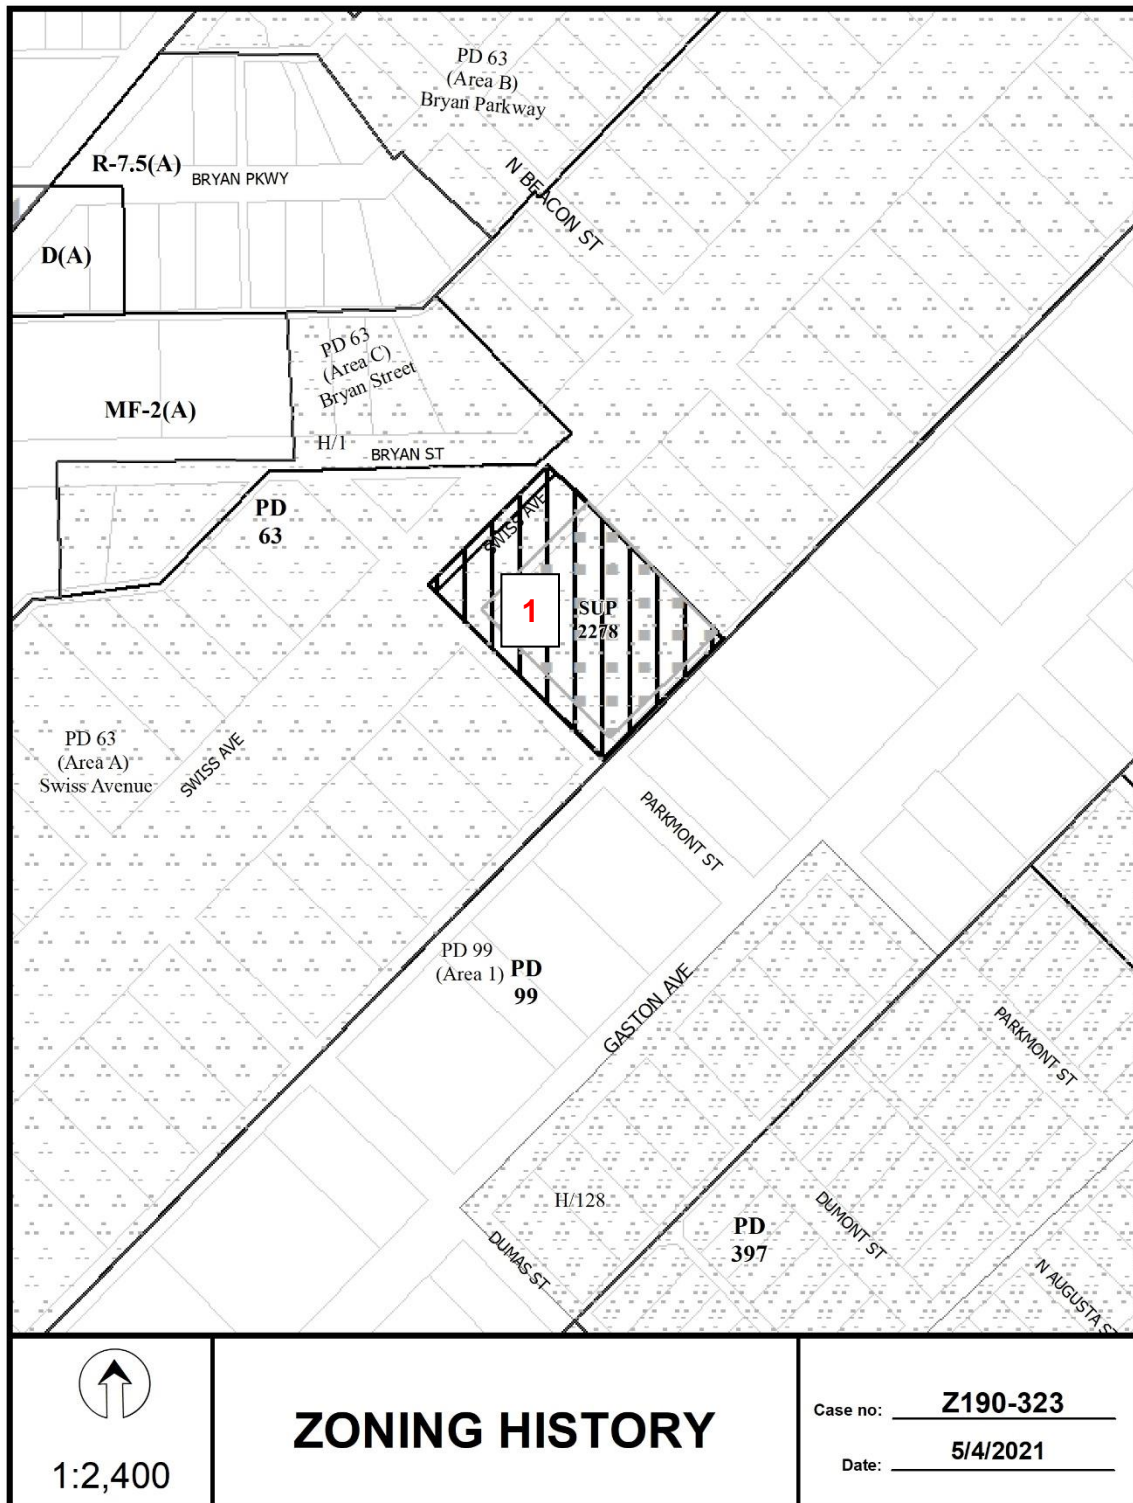 PD 63
(Area B)
Bryan Parkway
R-7.5(A)
BRYAN PKWY
N BEACON ST
D(A)
PD 63
(Area C)
Bryan Street
MF-2(A)
H/1
BRYAN ST
PD
63
SWISS AVE
1
SUP
2278
PD 63
(Area A)
Swiss Avenue
SWISS AVE
PARKMONT ST
PD 99
(Area 1)
PD
99
GASTON AVE
PARKMONT ST
H/128
DUMAS ST
PD
397
DUMONT ST
N AUGUSTA ST
1:2,400
ZONING HISTORY
Case no: Z190-323
Date: 5/4/2021